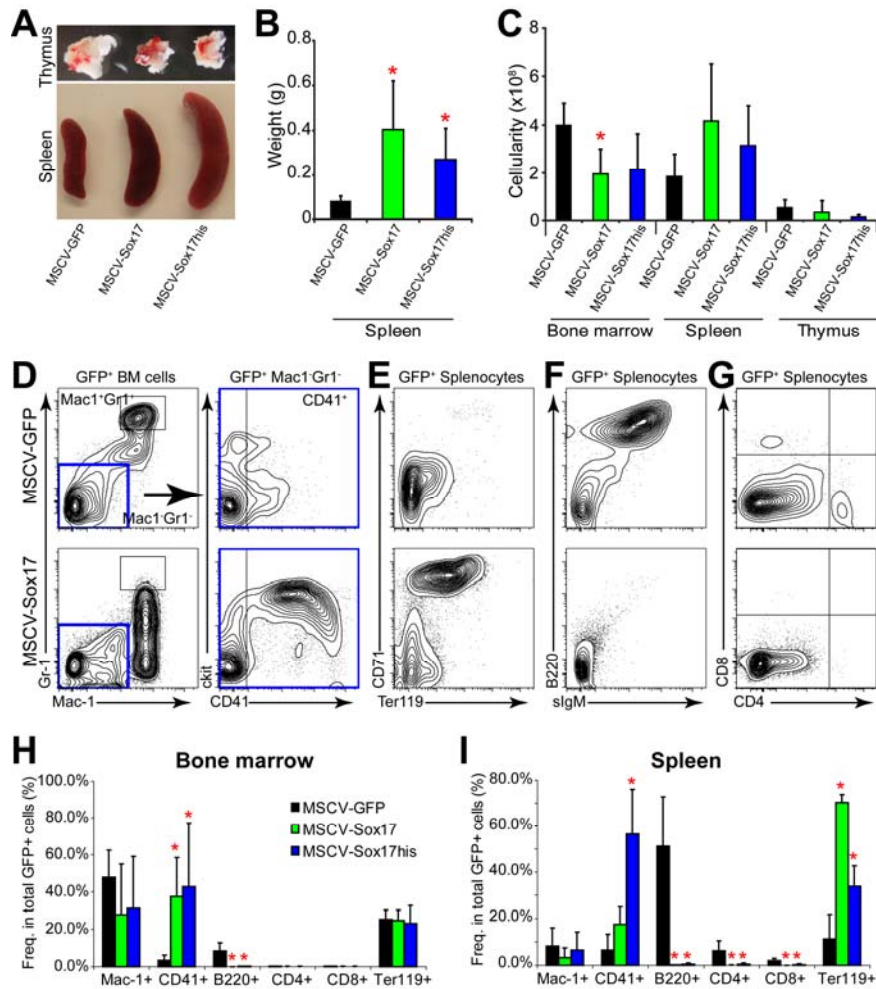 A
Thymus
Spleen
MSCV-GFP
MSCV-Sox17
MSCV-Sox17his
B
Weight (g)
0.8
0.6
0.4
0.2
0
*
*
MSCV-GFP
MSCV-Sox17
MSCV-Sox17his
Spleen
C
Cellularity (x10⁸)
8
6
4
2
0
*
MSCV-GFP
MSCV-Sox17
MSCV-Sox17his
MSCV-GFP
MSCV-Sox17
MSCV-Sox17his
MSCV-GFP
MSCV-Sox17
MSCV-Sox17his
Bone marrow Spleen Thymus
D
GFP⁺ BM cells
GFP⁺ Mac1⁻Gr1⁻
Mac1⁺Gr1⁺
CD41⁺
Mac1⁻Gr1⁻
MSCV-GFP
MSCV-Sox17
Gr-1
Mac-1
ckit
CD41
E
GFP⁺ Splenocytes
CD71
Ter119
F
GFP⁺ Splenocytes
B220
sIgM
G
GFP⁺ Splenocytes
CD8
CD4
H
Bone marrow
Freq. in total GFP+ cells (%)
100.0%
80.0%
60.0%
40.0%
20.0%
0.0%
MSCV-GFP
MSCV-Sox17
MSCV-Sox17his
* *
* *
Mac-1+ CD41+ B220+ CD4+ CD8+ Ter119+
I
Spleen
Freq. in total GFP+ cells (%)
80.0%
60.0%
40.0%
20.0%
0.0%
*
* *
* *
* *
*
*
Mac-1+ CD41+ B220+ CD4+ CD8+ Ter119+